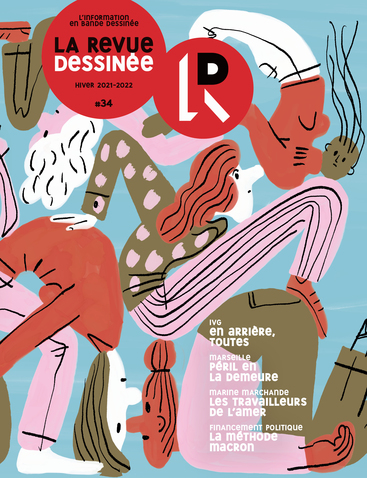 L'INFORMATION
EN BANDE DESSINÉE
LA REVUE
DESSINÉE
HIVER 2021-2022
#34
RD
IVG
EN ARRIÈRE,
TOUTES
MARSEILLE
PÉRIL EN
LA DEMEURE
MARINE MARCHANDE
LES TRAVAILLEURS
DE L'AMER
FINANCEMENT POLITIQUE
LA MÉTHODE
MACRON